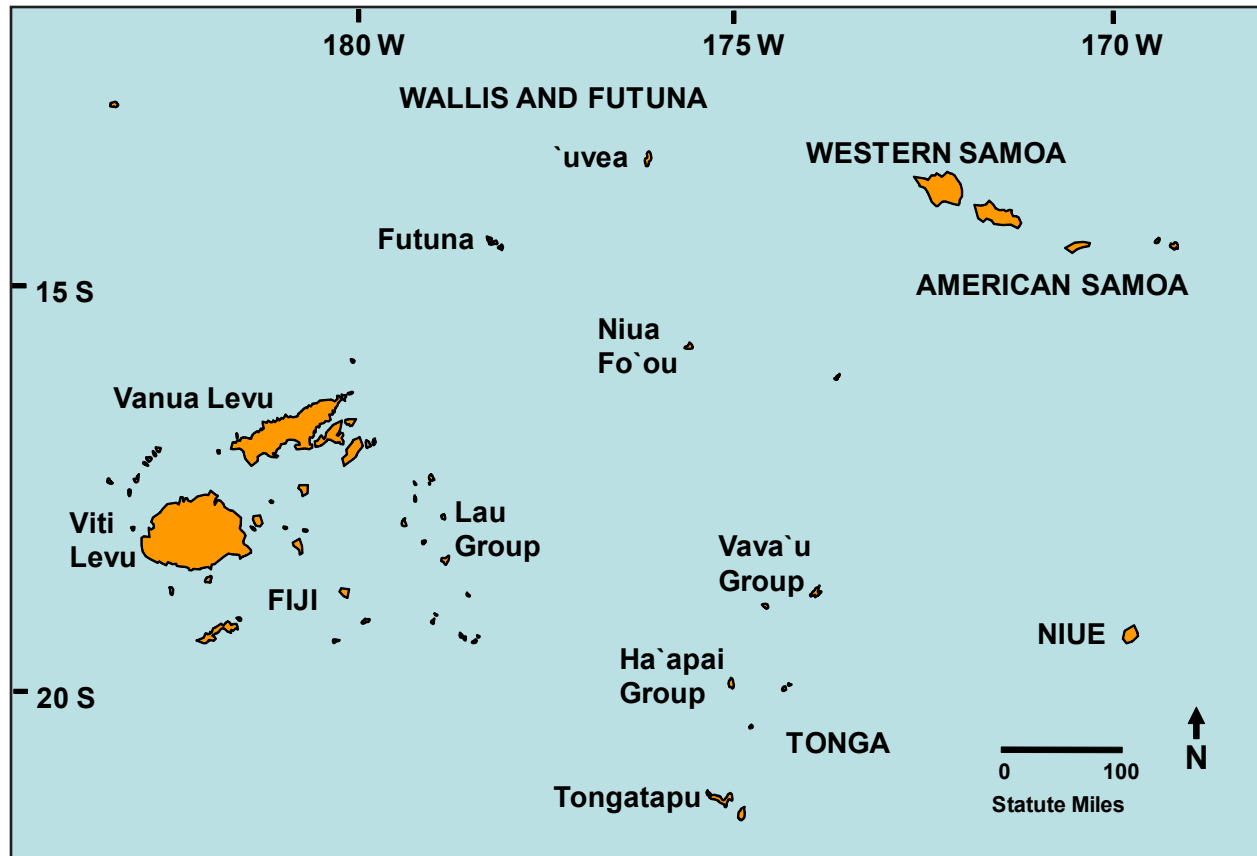 180 W
175 W
170 W
WALLIS AND FUTUNA
`uvea
WESTERN SAMOA
Futuna
15 S
AMERICAN SAMOA
Niua
Fo`ou
Vanua Levu
Viti
Levu
Lau
Group
Vava`u
Group
FIJI
NIUE
Ha`apai
Group
20 S
TONGA
N
0
100
Statute Miles
Tongatapu